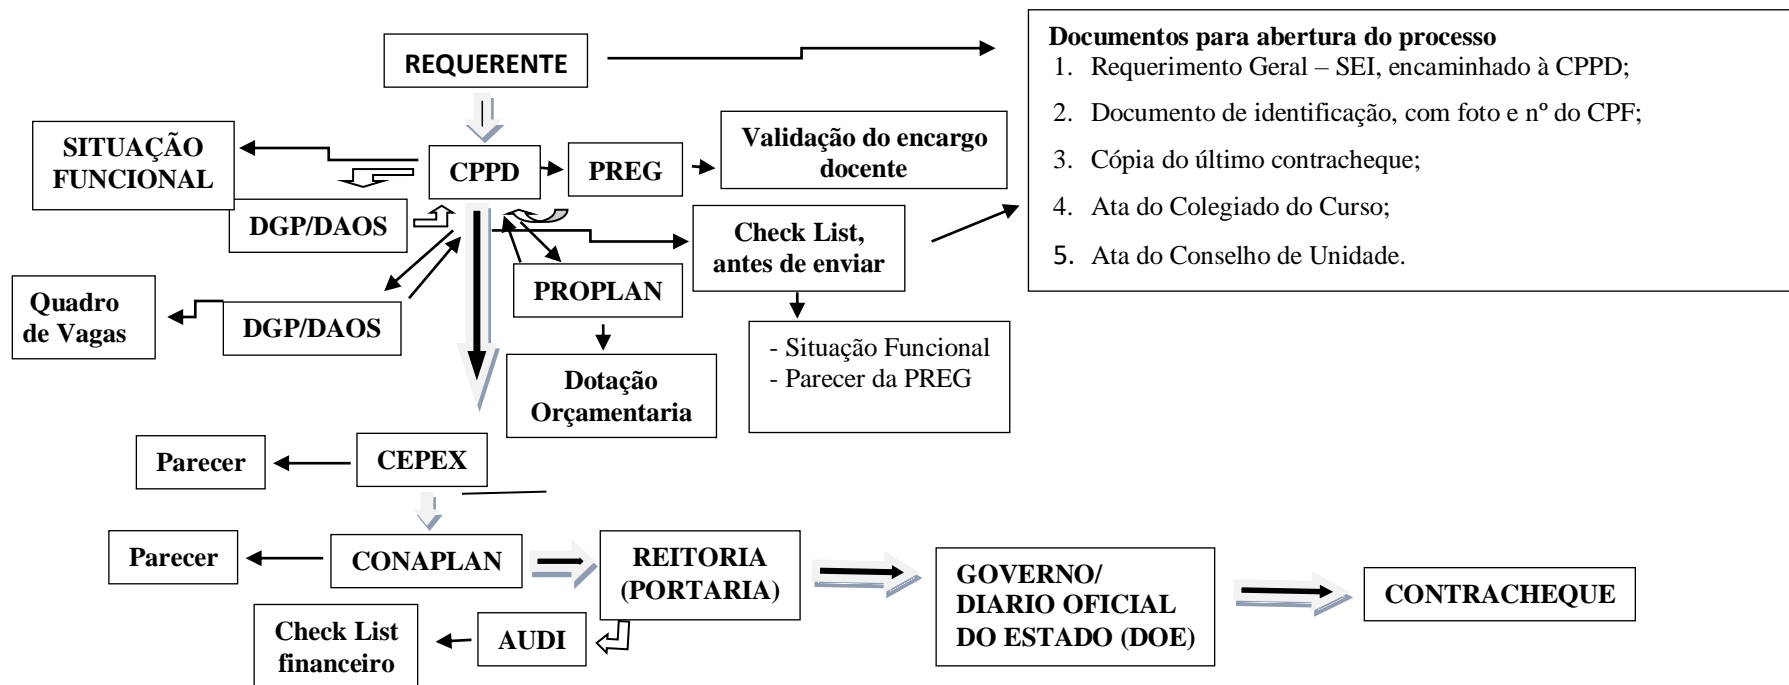 REQUERENTE
Documentos para abertura do processo
1. Requerimento Geral – SEI, encaminhado à CPPD;
2. Documento de identificação, com foto e nº do CPF;
3. Cópia do último contracheque;
4. Ata do Colegiado do Curso;
5. Ata do Conselho de Unidade.
SITUAÇÃO
FUNCIONAL
CPPD
PREG
Validação do encargo
docente
DGP/DAOS
Check List,
antes de enviar
PROPLAN
Quadro
de Vagas
DGP/DAOS
- Situação Funcional
- Parecer da PREG
Dotação
Orçamentaria
Parecer
CEPEX
Parecer
CONAPLAN
REITORIA
(PORTARIA)
GOVERNO/
DIARIO OFICIAL
DO ESTADO (DOE)
CONTRACHEQUE
Check List
financeiro
AUDI